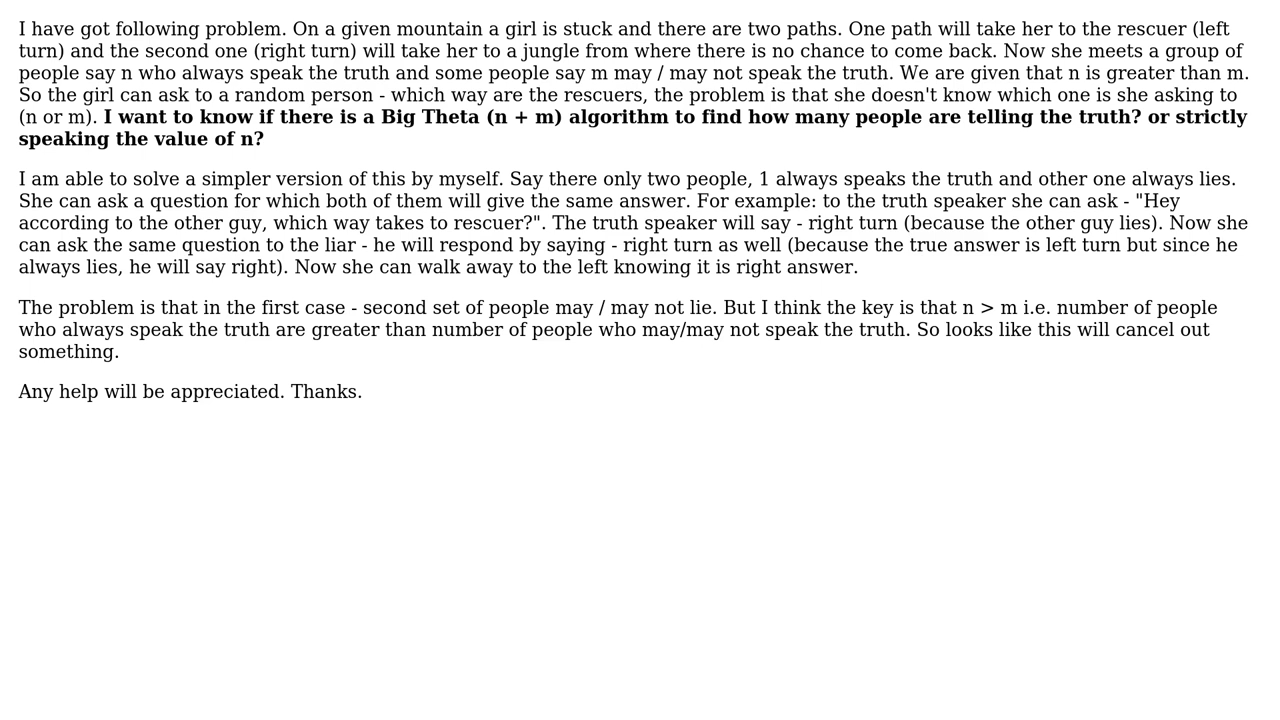 I have got following problem. On a given mountain a girl is stuck and there are two paths. One path will take her to the rescuer (left
turn) and the second one (right turn) will take her to a jungle from where there is no chance to come back. Now she meets a group of
people say n who always speak the truth and some people say m may / may not speak the truth. We are given that n is greater than m.
So the girl can ask to a random person - which way are the rescuers, the problem is that she doesn't know which one is she asking to
(n or m). I want to know if there is a Big Theta (n + m) algorithm to find how many people are telling the truth? or strictly
speaking the value of n?
I am able to solve a simpler version of this by myself. Say there only two people, 1 always speaks the truth and other one always lies.
She can ask a question for which both of them will give the same answer. For example: to the truth speaker she can ask - "Hey
according to the other guy, which way takes to rescuer?". The truth speaker will say - right turn (because the other guy lies). Now she
can ask the same question to the liar - he will respond by saying - right turn as well (because the true answer is left turn but since he
always lies, he will say right). Now she can walk away to the left knowing it is right answer.
The problem is that in the first case - second set of people may / may not lie. But I think the key is that n > m i.e. number of people
who always speak the truth are greater than number of people who may/may not speak the truth. So looks like this will cancel out
something.
Any help will be appreciated. Thanks.